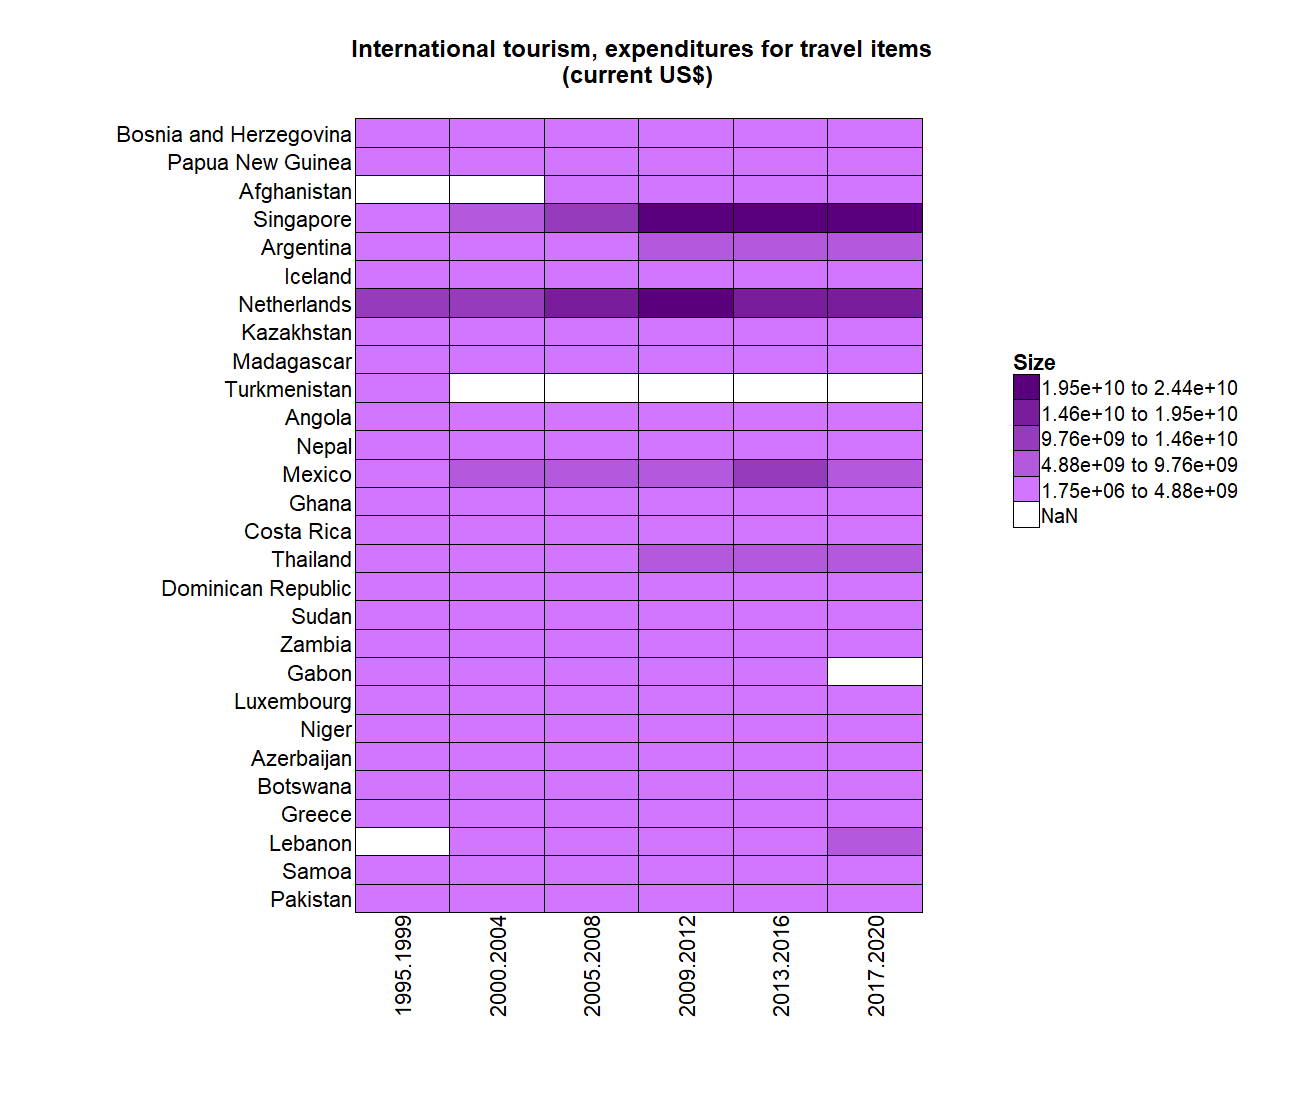 International tourism, expenditures for travel items
(current US$)
Bosnia and Herzegovina
Papua New Guinea
Afghanistan
Singapore
Argentina
Iceland
Netherlands
Kazakhstan
Madagascar
Turkmenistan
Angola
Nepal
Mexico
Ghana
Costa Rica
Thailand
Dominican Republic
Sudan
Zambia
Gabon
Luxembourg
Niger
Azerbaijan
Botswana
Greece
Lebanon
Samoa
Pakistan
1995.1999
2000.2004
2005.2008
2009.2012
2013.2016
2017.2020
Size
1.95e+10 to 2.44e+10
1.46e+10 to 1.95e+10
9.76e+09 to 1.46e+10
4.88e+09 to 9.76e+09
1.75e+06 to 4.88e+09
NaN